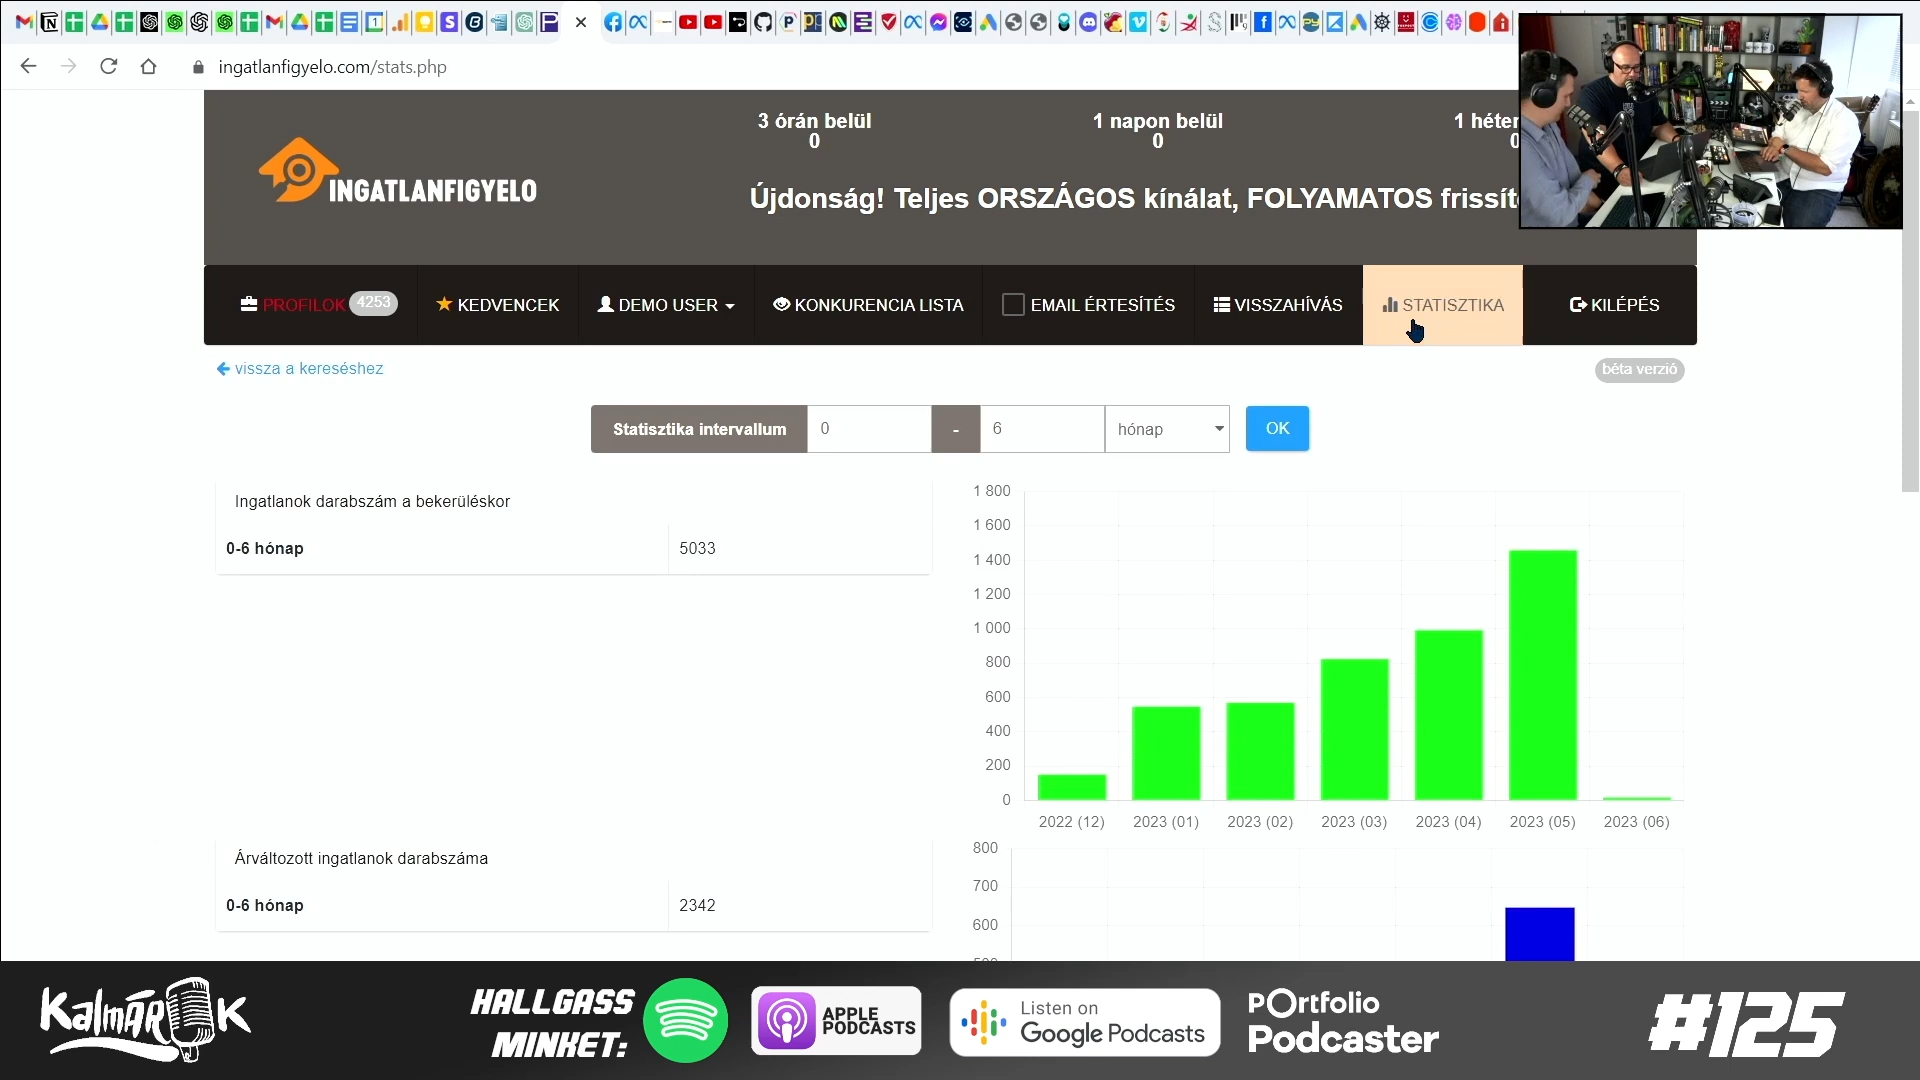 ingatlanfigyelo.com/stats.php
3 órán belül
0
1 napon belül
0
1 héten
0
INGATLANFIGYELO
Újdonság! Teljes ORSZÁGOS kínálat, FOLYAMATOS frissít
PROFILOK 4253
KEDVENCEK
DEMO USER
KONKURENCIA LISTA
EMAIL ÉRTESÍTÉS
VISSZAHÍVÁS
STATISZTIKA
KILÉPÉS
vissza a kereséshez
béta verzió
Statisztika intervallum 0 - 6 hónap OK
Ingatlanok darabszám a bekerüléskor
0-6 hónap 5033
1 800
1 600
1 400
1 200
1 000
800
600
400
200
0
2022 (12) 2023 (01) 2023 (02) 2023 (03) 2023 (04) 2023 (05) 2023 (06)
Árváltozott ingatlanok darabszáma
0-6 hónap 2342
800
700
600
KalmárOK
HALLGASS
MINKET:
APPLE
PODCASTS
Listen on
Google Podcasts
POrtfolio
Podcaster
#125